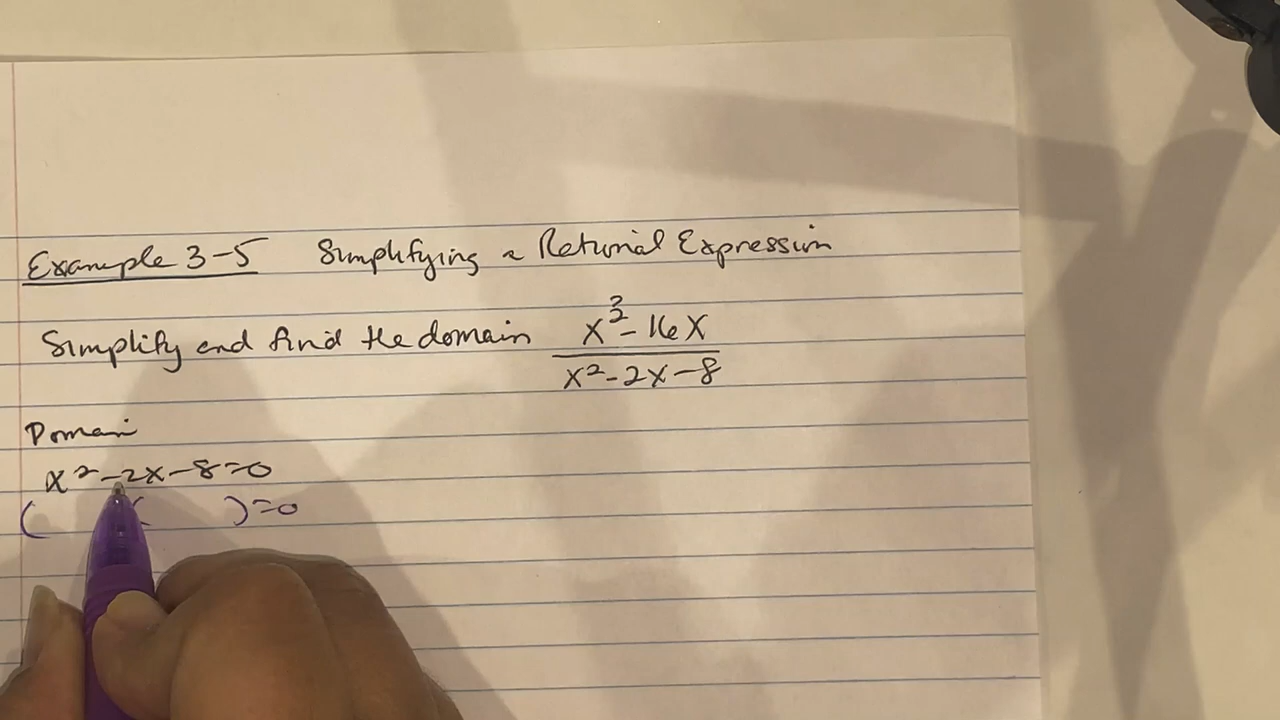 Example 3-5 Simplifying a Rational Expression
Simplify and find the domain x³-16x / x²-2x-8
Domain
x²-2x-8=0
( ( )=0